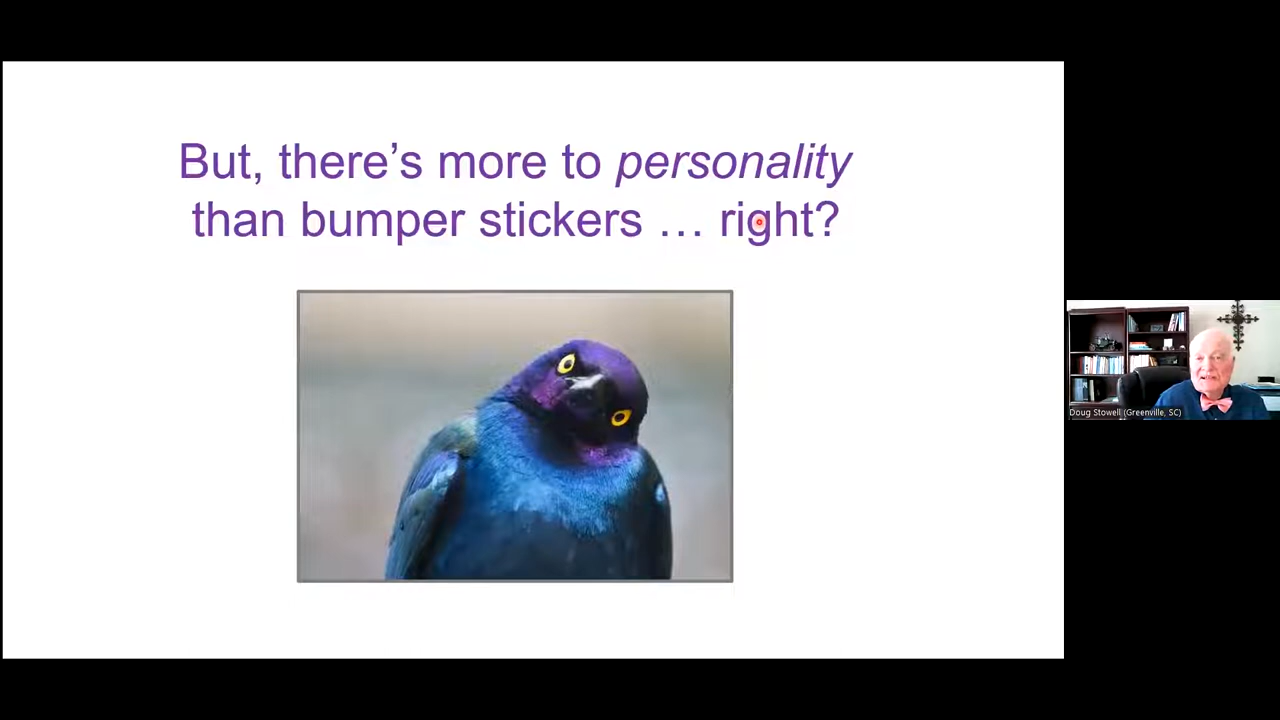 But, there’s more to personality
than bumper stickers … right?
Doug Stowell (Greenville, SC)